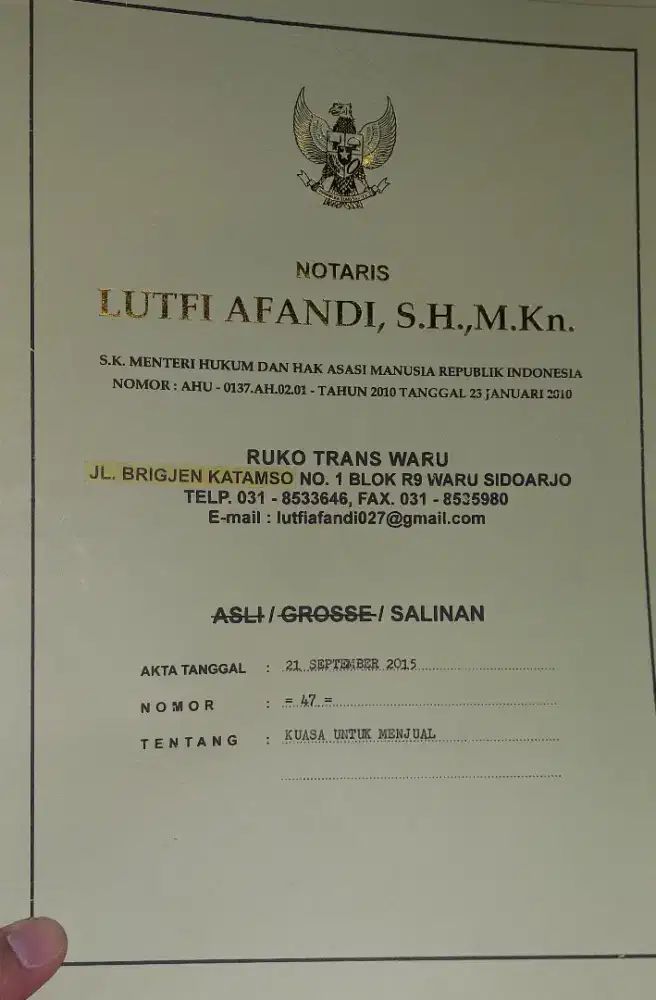 NOTARIS
LUTFI AFANDI, S.H.,M.Kn.
S.K. MENTERI HUKUM DAN HAK ASASI MANUSIA REPUBLIK INDONESIA
NOMOR : AHU - 0137.AH.02.01 - TAHUN 2010 TANGGAL 23 JANUARI 2010
RUKO TRANS WARU
JL. BRIGJEN KATAMSO NO. 1 BLOK R9 WARU SIDOARJO
TELP. 031 - 8533646, FAX. 031 - 8535980
E-mail : lutfiafandi027@gmail.com
ASLI / GROSSE / SALINAN
AKTA TANGGAL : 21 SEPTEMBER 2015
NOMOR : = 47 =
TENTANG : KUASA UNTUK MENJUAL